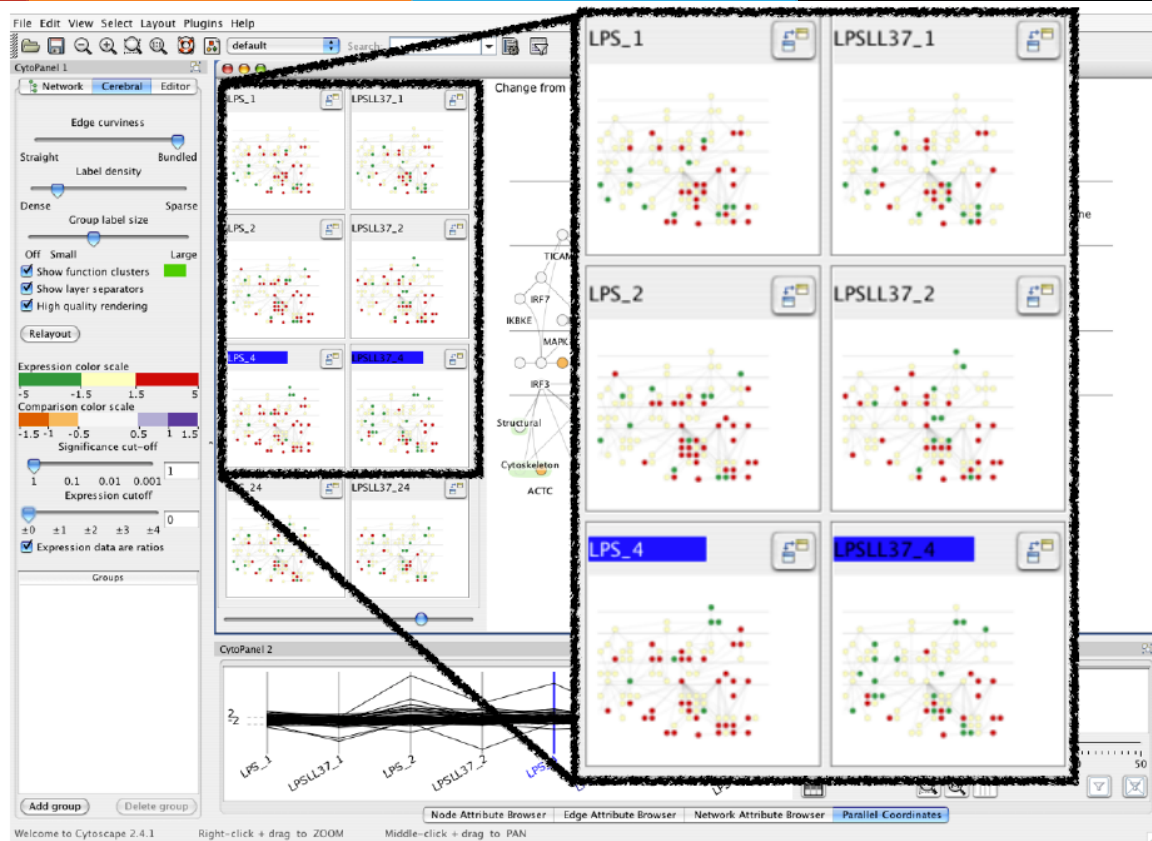 File Edit View Select Layout Plugins Help
default
Search:
CytoPanel 1
Network Cerebral Editor
Edge curviness
Straight Bundled
Label density
Dense Sparse
Group label size
Off Small Large
Show function clusters
Show layer separators
High quality rendering
Relayout
Expression color scale
-5 -1.5 1.5 5
Comparison color scale
-1.5 -1 -0.5 0.5 1 1.5
Significance cut-off
1
1 0.1 0.01 0.001
Expression cutoff
0
±0 ±1 ±2 ±3 ±4
Expression data are ratios
Groups
Add group Delete group
LPS_1 LPSLL37_1
LPS_2 LPSLL37_2
LPS_4 LPSLL37_4
LPSLL37_24
Change from
TICAM
IRF7
IKBKE
MAPK
IRF3
Structural
Cytoskeleton
ACTC
LPS_1 LPSLL37_1
LPS_2 LPSLL37_2
LPS_4 LPSLL37_4
CytoPanel 2
2
-2
LPS_1 LPSLL37_1 LPS_2 LPSLL37_2
50
Node Attribute Browser Edge Attribute Browser Network Attribute Browser Parallel Coordinates
Welcome to Cytoscape 2.4.1 Right-click + drag to ZOOM Middle-click + drag to PAN